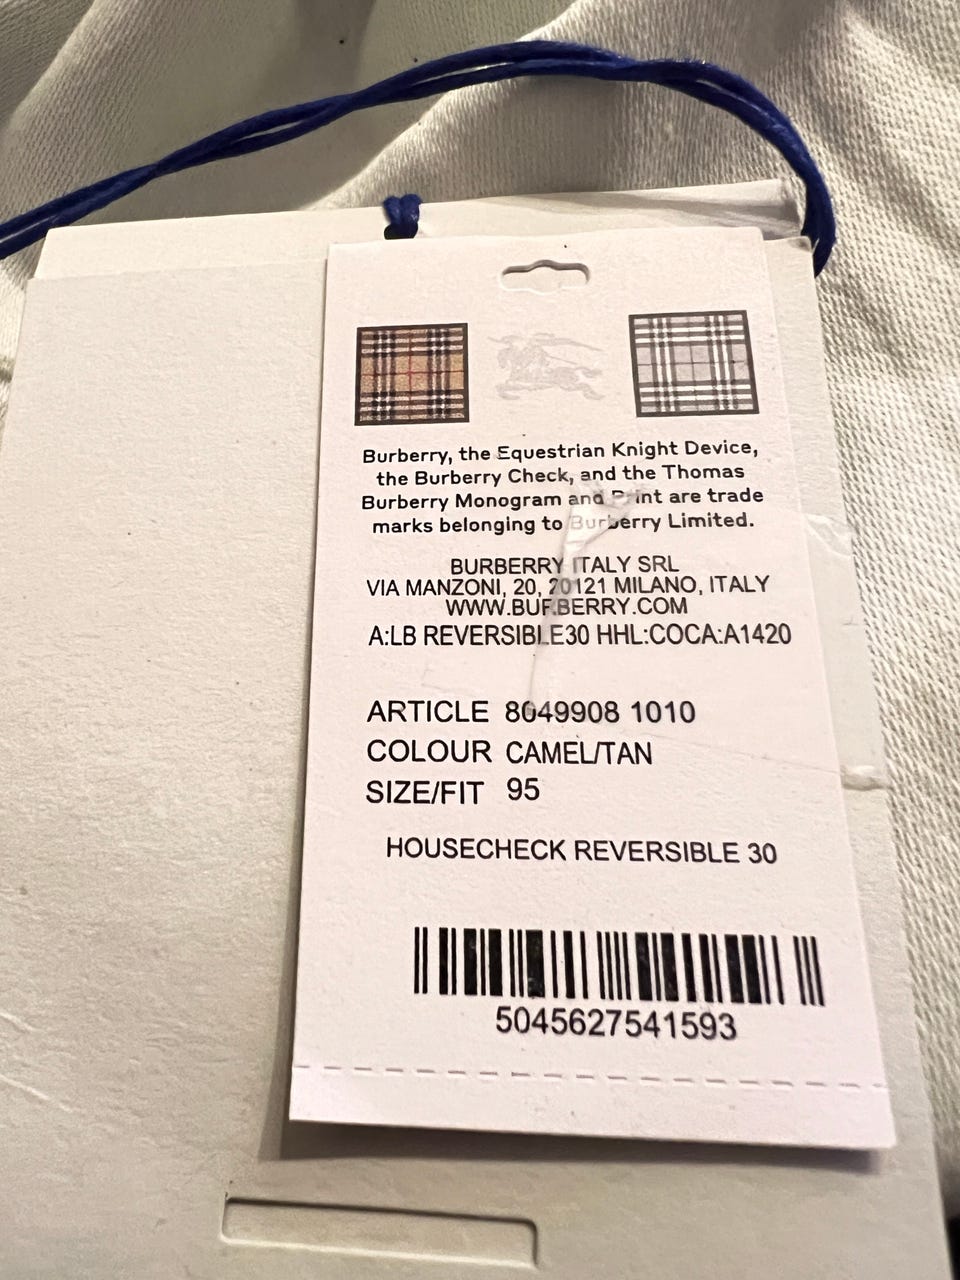 Burberry, the Equestrian Knight Device,
the Burberry Check, and the Thomas
Burberry Monogram and Print are trade
marks belonging to Burberry Limited.
BURBERRY ITALY SRL
VIA MANZONI, 20, 20121 MILANO, ITALY
WWW.BURBERRY.COM
A:LB REVERSIBLE30 HHL:COCA:A1420
ARTICLE 8049908 1010
COLOUR CAMEL/TAN
SIZE/FIT 95
HOUSECHECK REVERSIBLE 30
5045627541593